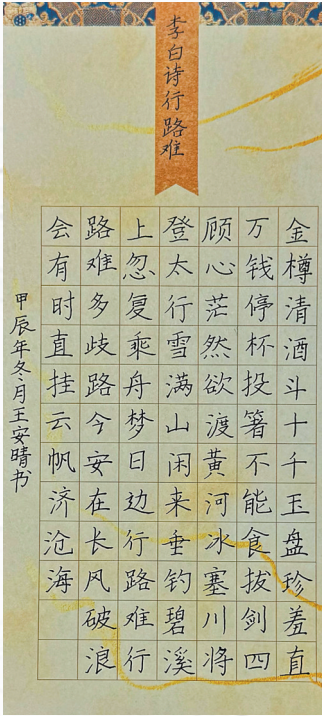 李白诗行路难
金樽清酒斗十千玉盘珍羞直
万钱停杯投箸不能食拔剑四
顾心茫然欲渡黄河冰塞川将
登太行雪满山闲来垂钓碧溪
上忽复乘舟梦日边行路难行
路难多歧路今安在长风破浪
会有时直挂云帆济沧海
甲辰年冬月王安晴书